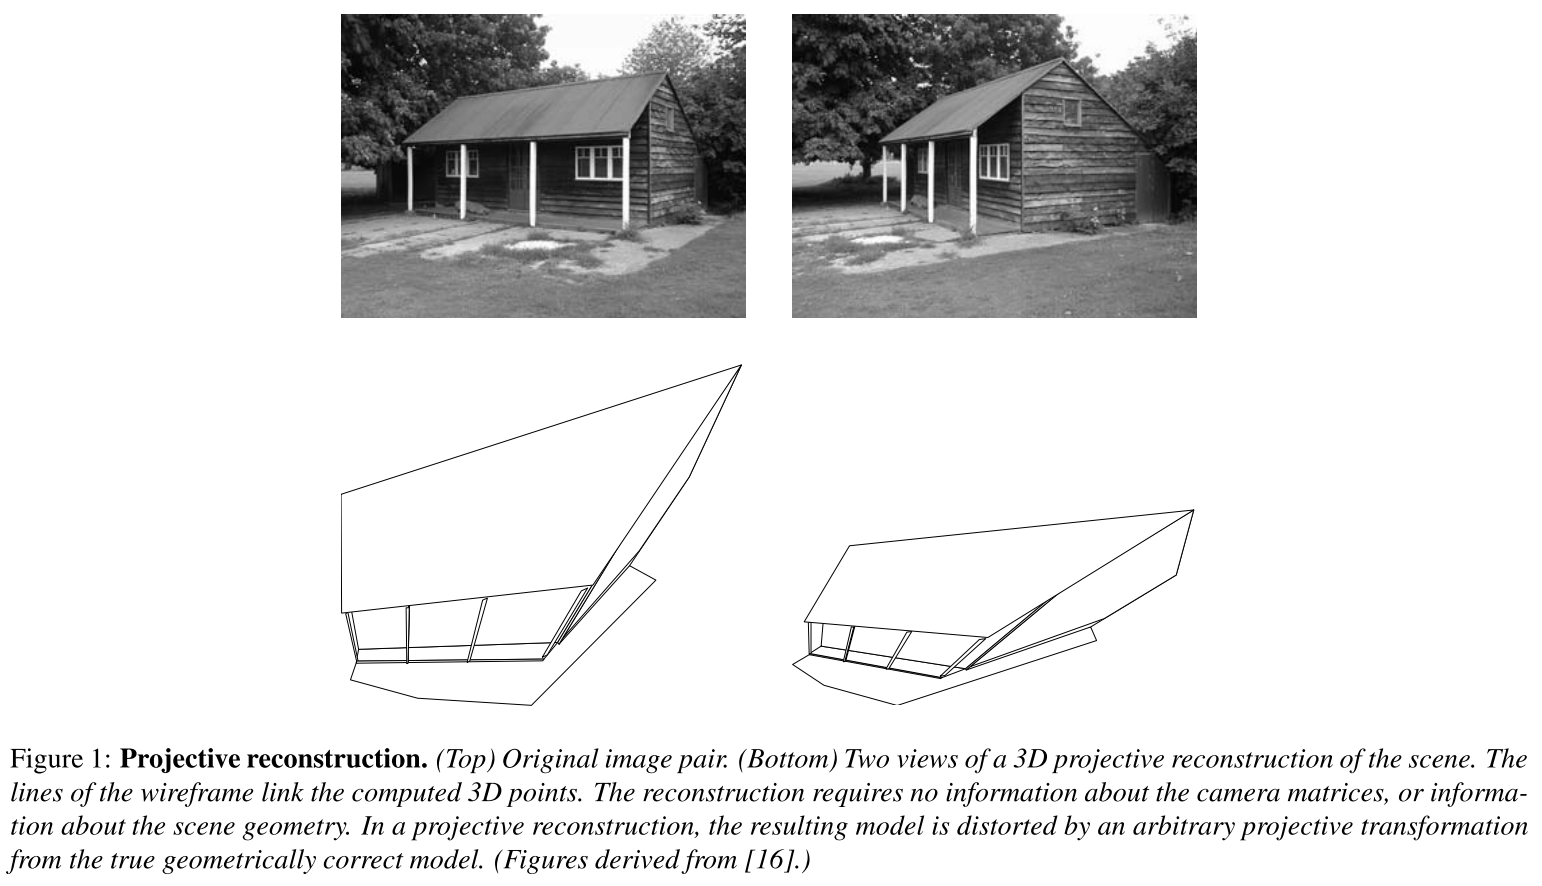 Figure 1: Projective reconstruction. (Top) Original image pair. (Bottom) Two views of a 3D projective reconstruction of the scene. The
lines of the wireframe link the computed 3D points. The reconstruction requires no information about the camera matrices, or informa-
tion about the scene geometry. In a projective reconstruction, the resulting model is distorted by an arbitrary projective transformation
from the true geometrically correct model. (Figures derived from [16].)